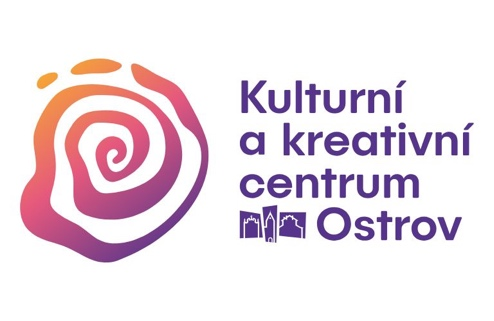 Kulturní
a kreativní
centrum
Ostrov